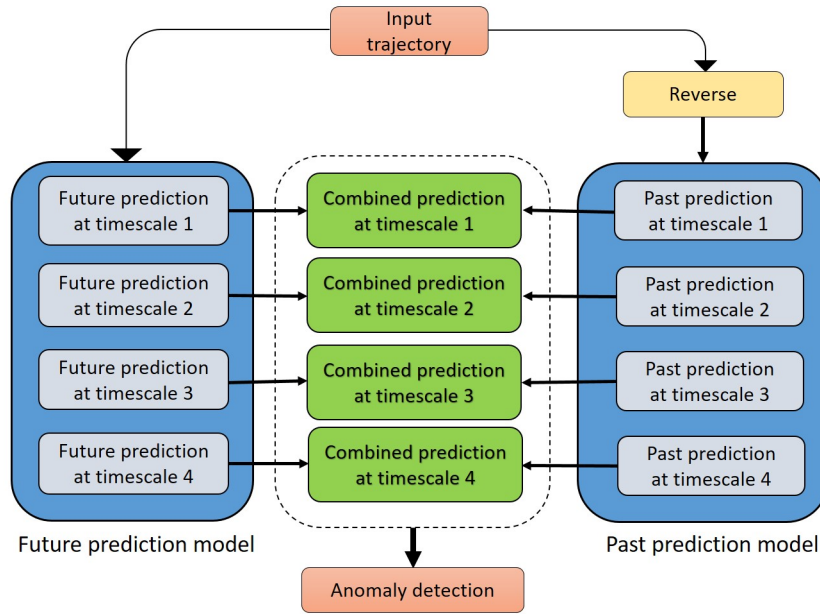 Input
trajectory
Reverse
Future prediction
at timescale 1
Combined prediction
at timescale 1
Past prediction
at timescale 1
Future prediction
at timescale 2
Combined prediction
at timescale 2
Past prediction
at timescale 2
Future prediction
at timescale 3
Combined prediction
at timescale 3
Past prediction
at timescale 3
Future prediction
at timescale 4
Combined prediction
at timescale 4
Past prediction
at timescale 4
Future prediction model
Past prediction model
Anomaly detection